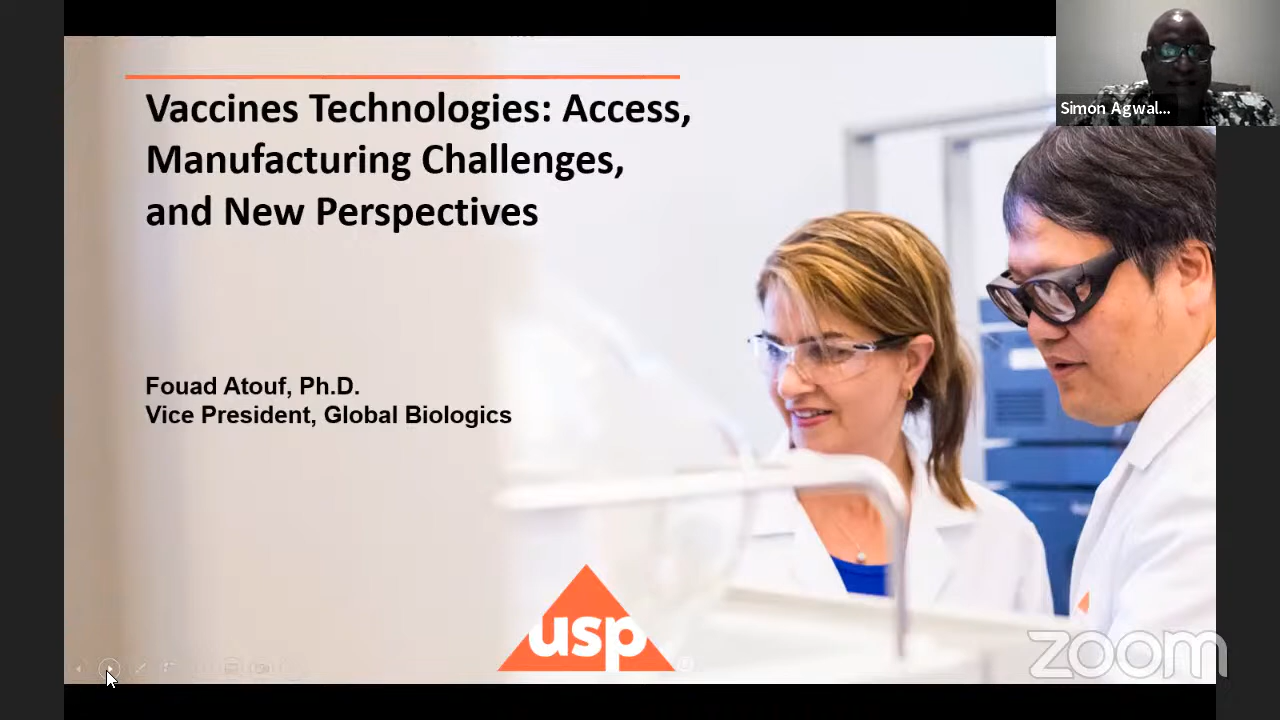 Vaccines Technologies: Access,
Manufacturing Challenges,
and New Perspectives
Simon Agwal...
Fouad Atouf, Ph.D.
Vice President, Global Biologics
usp
zoom